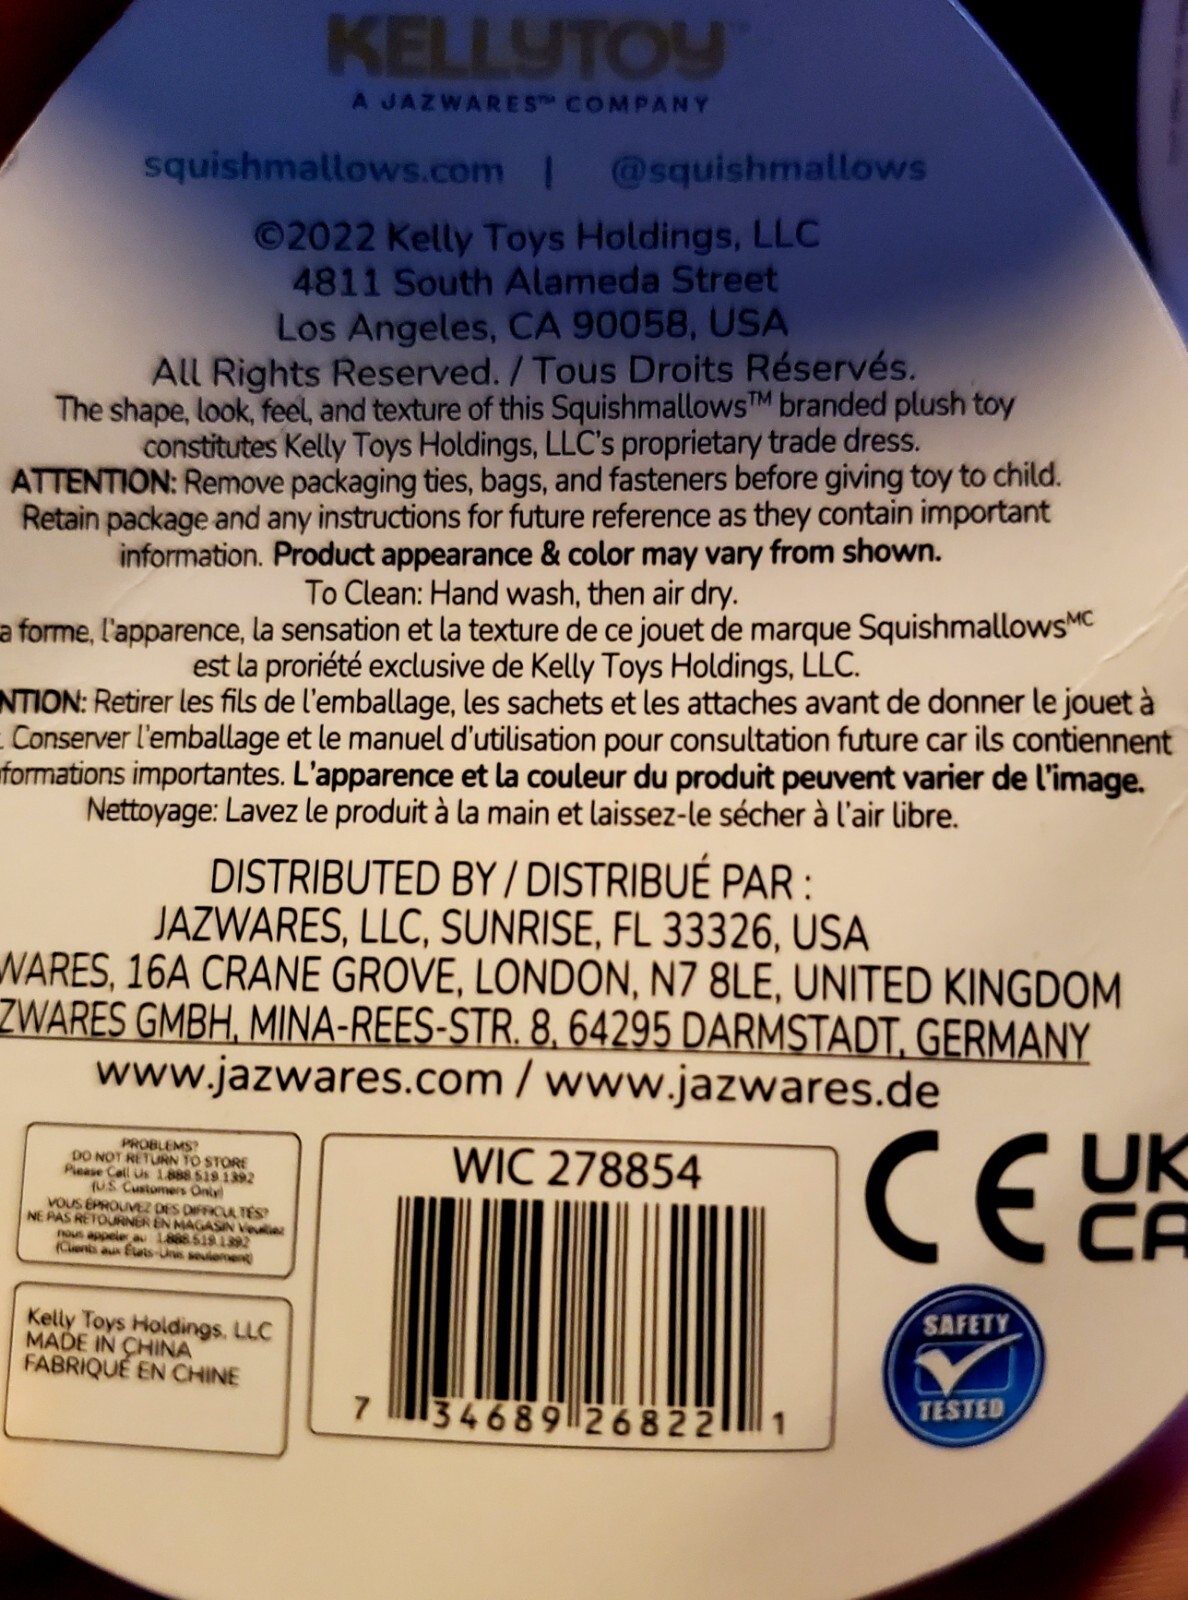 KELLYTOY™
A JAZWARES™ COMPANY
squishmallows.com | @squishmallows
©2022 Kelly Toys Holdings, LLC
4811 South Alameda Street
Los Angeles, CA 90058, USA
All Rights Reserved. / Tous Droits Réservés.
The shape, look, feel, and texture of this Squishmallows™ branded plush toy
constitutes Kelly Toys Holdings, LLC's proprietary trade dress.
ATTENTION: Remove packaging ties, bags, and fasteners before giving toy to child.
Retain package and any instructions for future reference as they contain important
information. Product appearance & color may vary from shown.
To Clean: Hand wash, then air dry.
a forme, l'apparence, la sensation et la texture de ce jouet de marque Squishmallowsᴹᶜ
est la proriété exclusive de Kelly Toys Holdings, LLC.
NTION: Retirer les fils de l'emballage, les sachets et les attaches avant de donner le jouet à
. Conserver l'emballage et le manuel d'utilisation pour consultation future car ils contiennent
formations importantes. L'apparence et la couleur du produit peuvent varier de l'image.
Nettoyage: Lavez le produit à la main et laissez-le sécher à l'air libre.
DISTRIBUTED BY / DISTRIBUÉ PAR :
JAZWARES, LLC, SUNRISE, FL 33326, USA
WARES, 16A CRANE GROVE, LONDON, N7 8LE, UNITED KINGDOM
ZWARES GMBH, MINA-REES-STR. 8, 64295 DARMSTADT, GERMANY
www.jazwares.com / www.jazwares.de
PROBLEMS?
DO NOT RETURN TO STORE
Please Call Us 1.888.519.1392
(U.S. Customers Only)
VOUS ÉPROUVEZ DES DIFFICULTÉS?
NE PAS RETOURNER EN MAGASIN Veuillez
nous appeler au 1.888.519.1392
(Clients aux États-Unis seulement)
Kelly Toys Holdings, LLC
MADE IN CHINA
FABRIQUÉ EN CHINE
WIC 278854
7 34689 26822 1
CE
UK
CA
SAFETY
TESTED